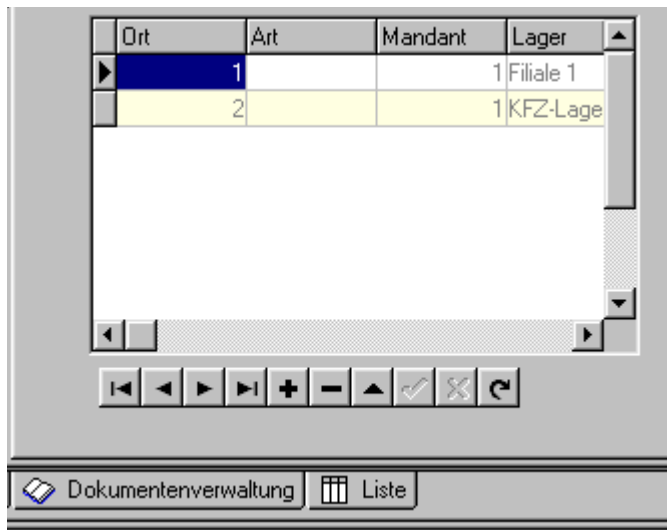 Ort Art Mandant Lager
1 1 Filiale 1
2 1 KFZ-Lage
Dokumentenverwaltung Liste